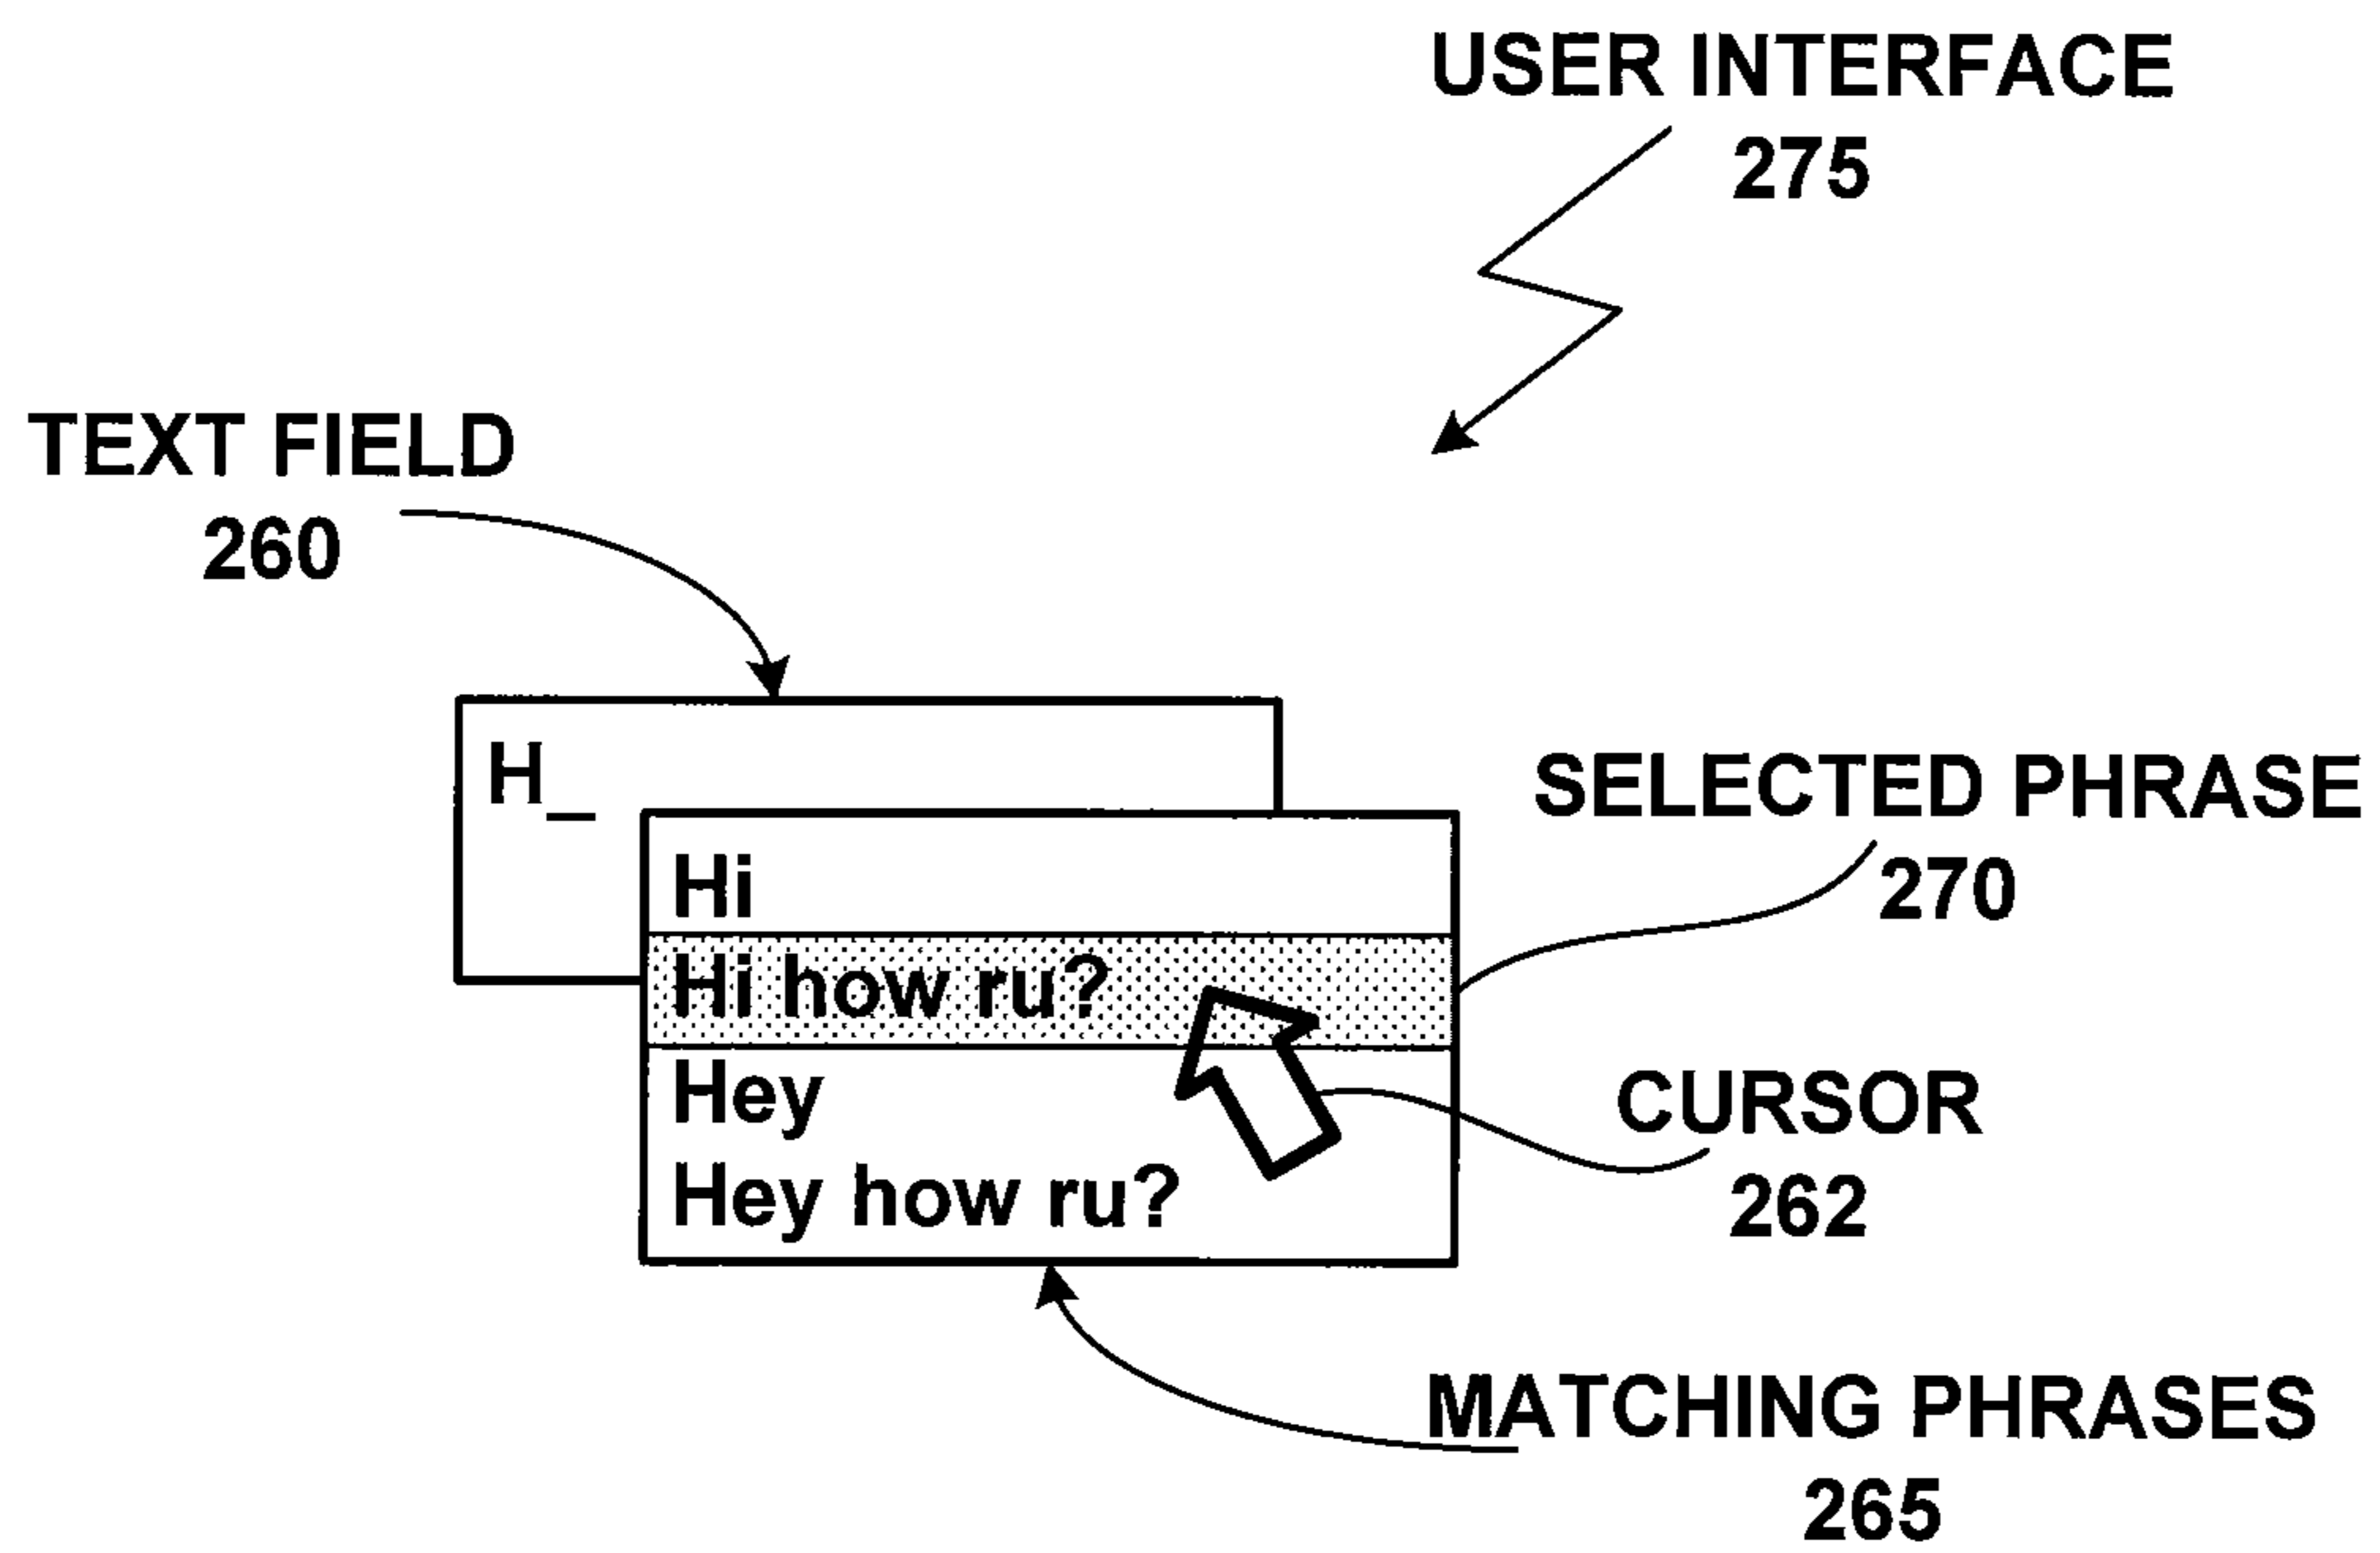 USER INTERFACE
275
TEXT FIELD
260
H_
SELECTED PHRASE
270
Hi
Hi how ru?
Hey
Hey how ru?
CURSOR
262
MATCHING PHRASES
265